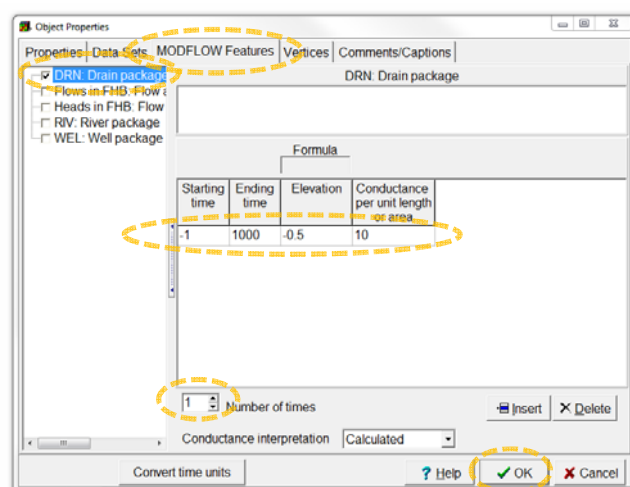 Object Properties
Properties Data Sets MODFLOW Features Vertices Comments/Captions
DRN: Drain package
Flows in FHB: Flow a
Heads in FHB: Flow
RIV: River package
WEL: Well package
DRN: Drain package
Formula
Starting time Ending time Elevation Conductance per unit length or area
-1 1000 -0.5 10
1 Number of times
Insert Delete
Conductance interpretation Calculated
Convert time units ? Help OK Cancel